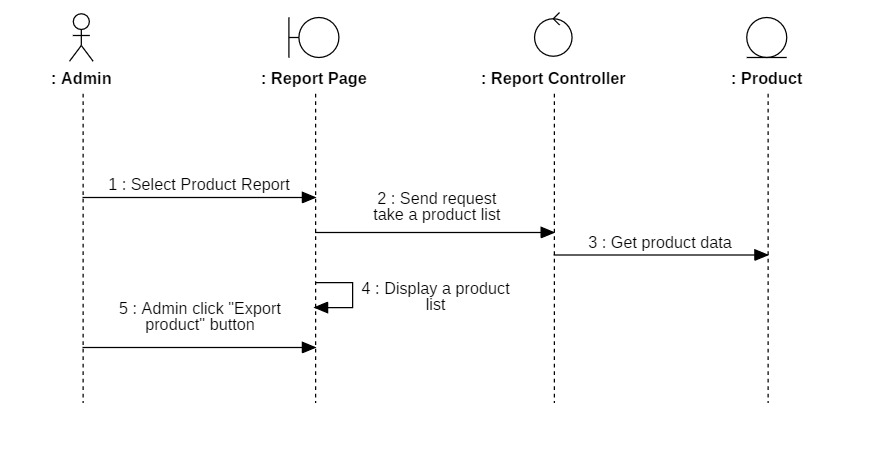 : Admin
: Report Page
: Report Controller
: Product
1 : Select Product Report
2 : Send request
take a product list
3 : Get product data
4 : Display a product
list
5 : Admin click "Export
product" button